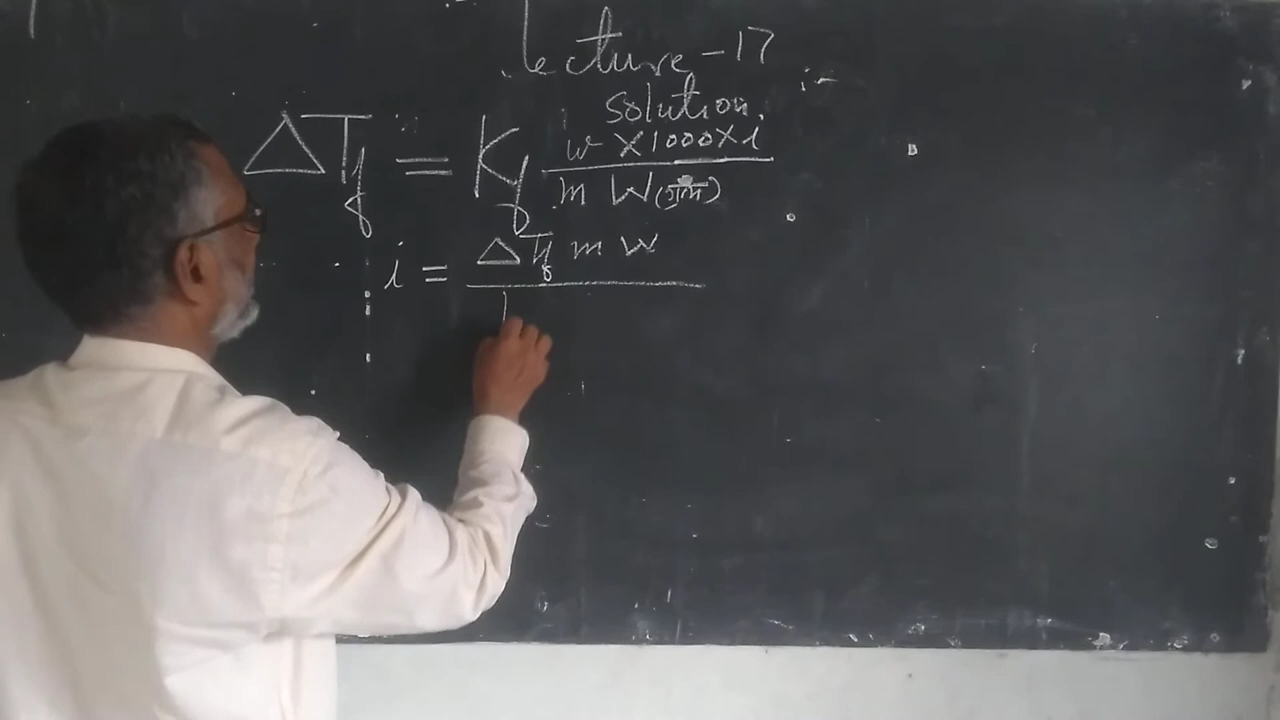 Lecture-17
Solution :-
ΔTf = Kf w×1000×i / m W(ग्राम)
i = ΔTf m W